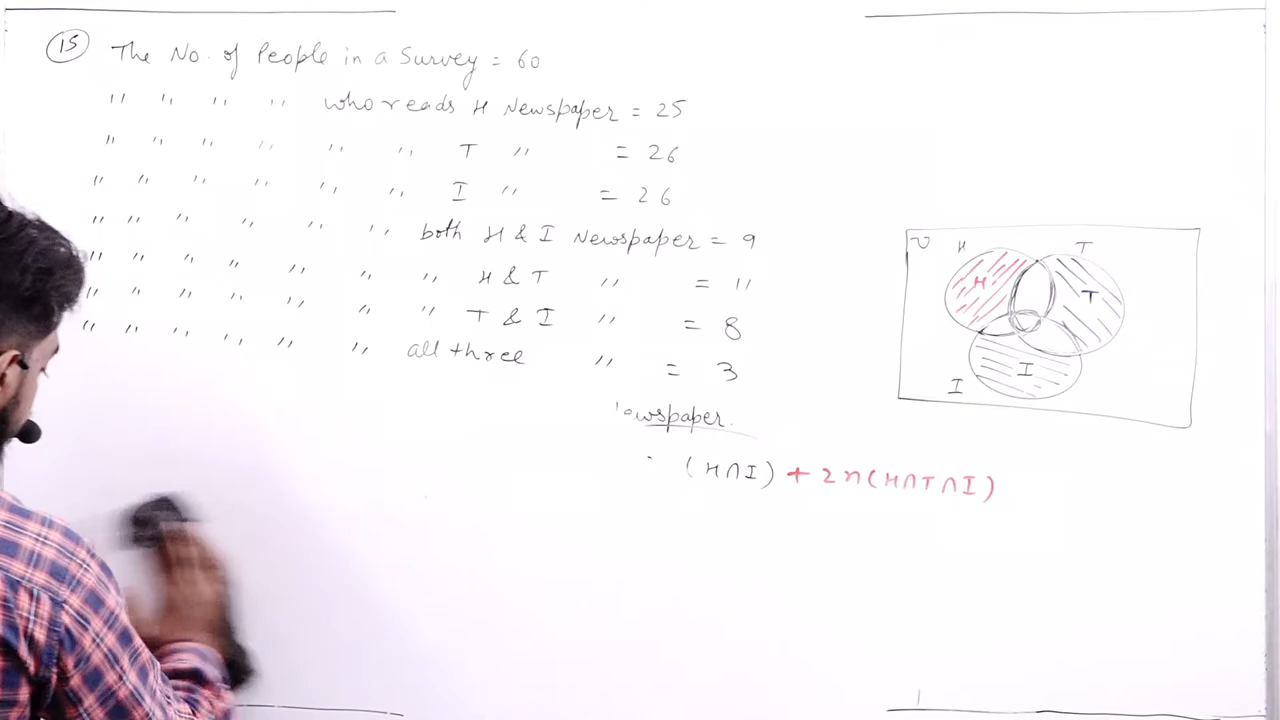 15 The No. of People in a Survey = 60
" " " " who reads H Newspaper = 25
" " " " " " T " = 26
" " " " " " I " = 26
" " " " " " both H & I Newspaper = 9
" " " " " " H & T " = 11
" " " " " " T & I " = 8
" " " " " " all three " = 3
ewspaper.
(H∩I) + 2n(H∩T∩I)
U H T
H T
I
I